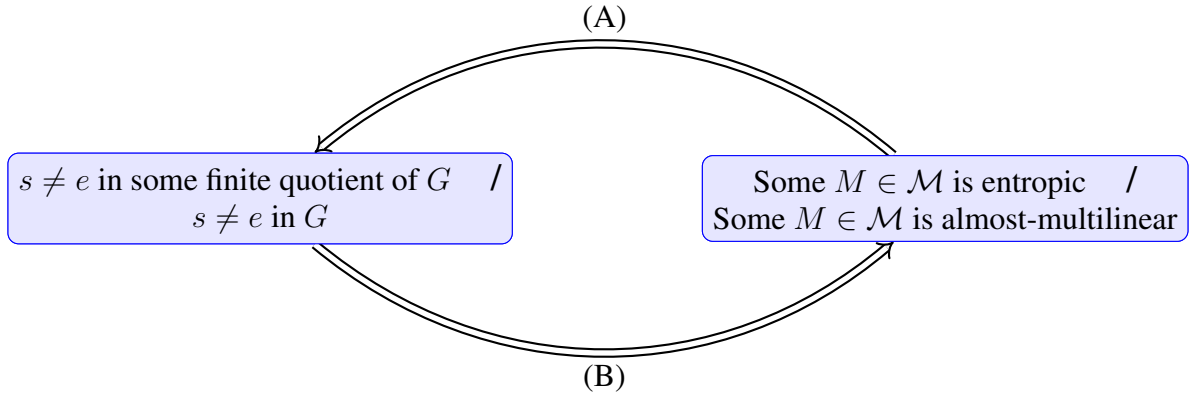 (A)
s ≠ e in some finite quotient of G /
s ≠ e in G
Some M ∈ ℳ is entropic /
Some M ∈ ℳ is almost-multilinear
(B)